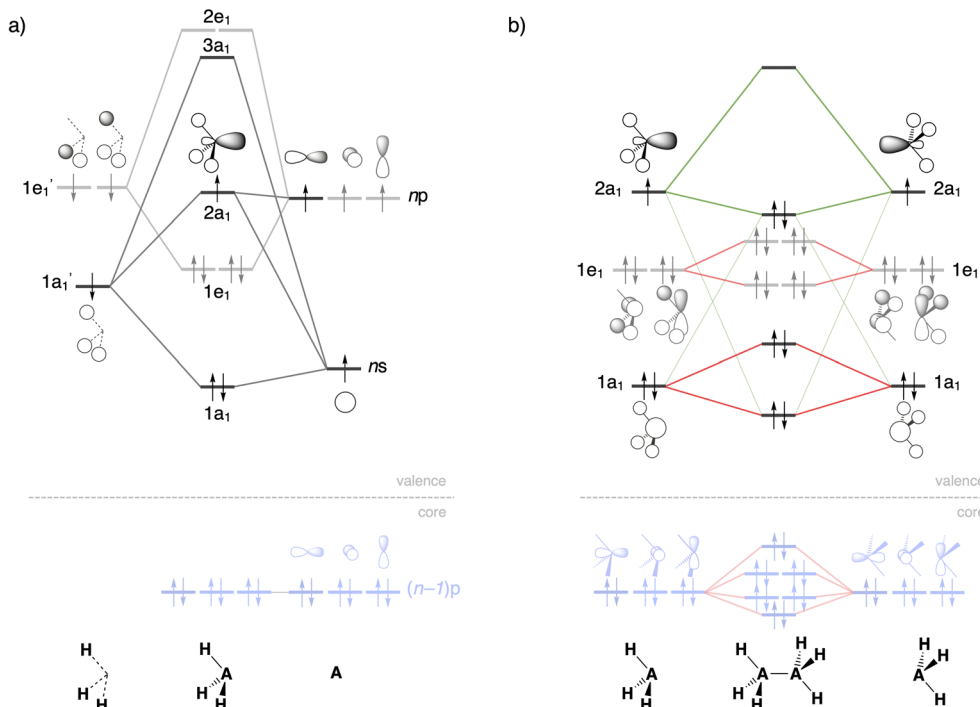 a)
2e₁
3a₁
1e₁'
2a₁
np
1e₁
1a₁'
ns
1a₁
valence
core
(n–1)p
H
H
H
H
A
H
H
A
b)
2a₁
2a₁
1e₁
1e₁
1a₁
1a₁
valence
core
H
A
H
H
H
H
A
A
H
H
H
H
H
H
A
H